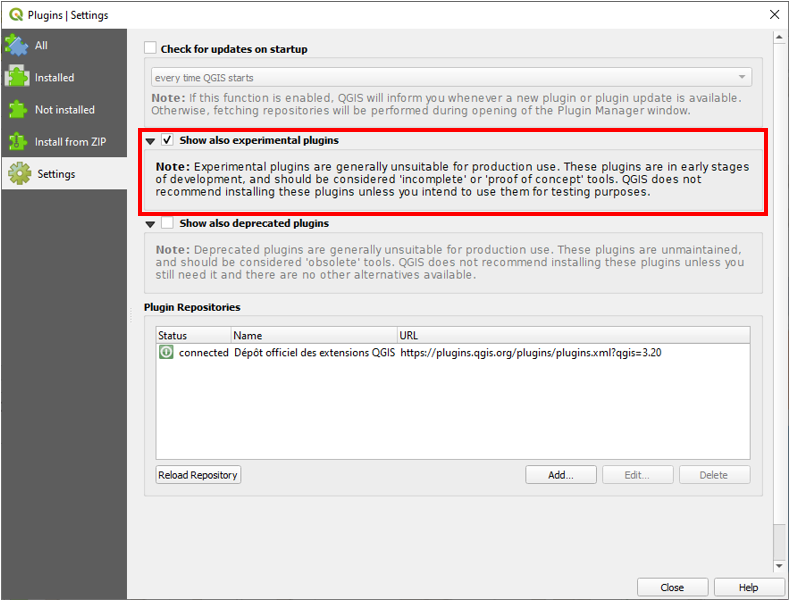 Plugins | Settings
All
Installed
Not installed
Install from ZIP
Settings
Check for updates on startup
every time QGIS starts
Note: If this function is enabled, QGIS will inform you whenever a new plugin or plugin update is available.
Otherwise, fetching repositories will be performed during opening of the Plugin Manager window.
Show also experimental plugins
Note: Experimental plugins are generally unsuitable for production use. These plugins are in early stages
of development, and should be considered 'incomplete' or 'proof of concept' tools. QGIS does not
recommend installing these plugins unless you intend to use them for testing purposes.
Show also deprecated plugins
Note: Deprecated plugins are generally unsuitable for production use. These plugins are unmaintained,
and should be considered 'obsolete' tools. QGIS does not recommend installing these plugins unless you
still need it and there are no other alternatives available.
Plugin Repositories
Status Name URL
connected Dépôt officiel des extensions QGIS https://plugins.qgis.org/plugins/plugins.xml?qgis=3.20
Reload Repository Add... Edit... Delete
Close Help